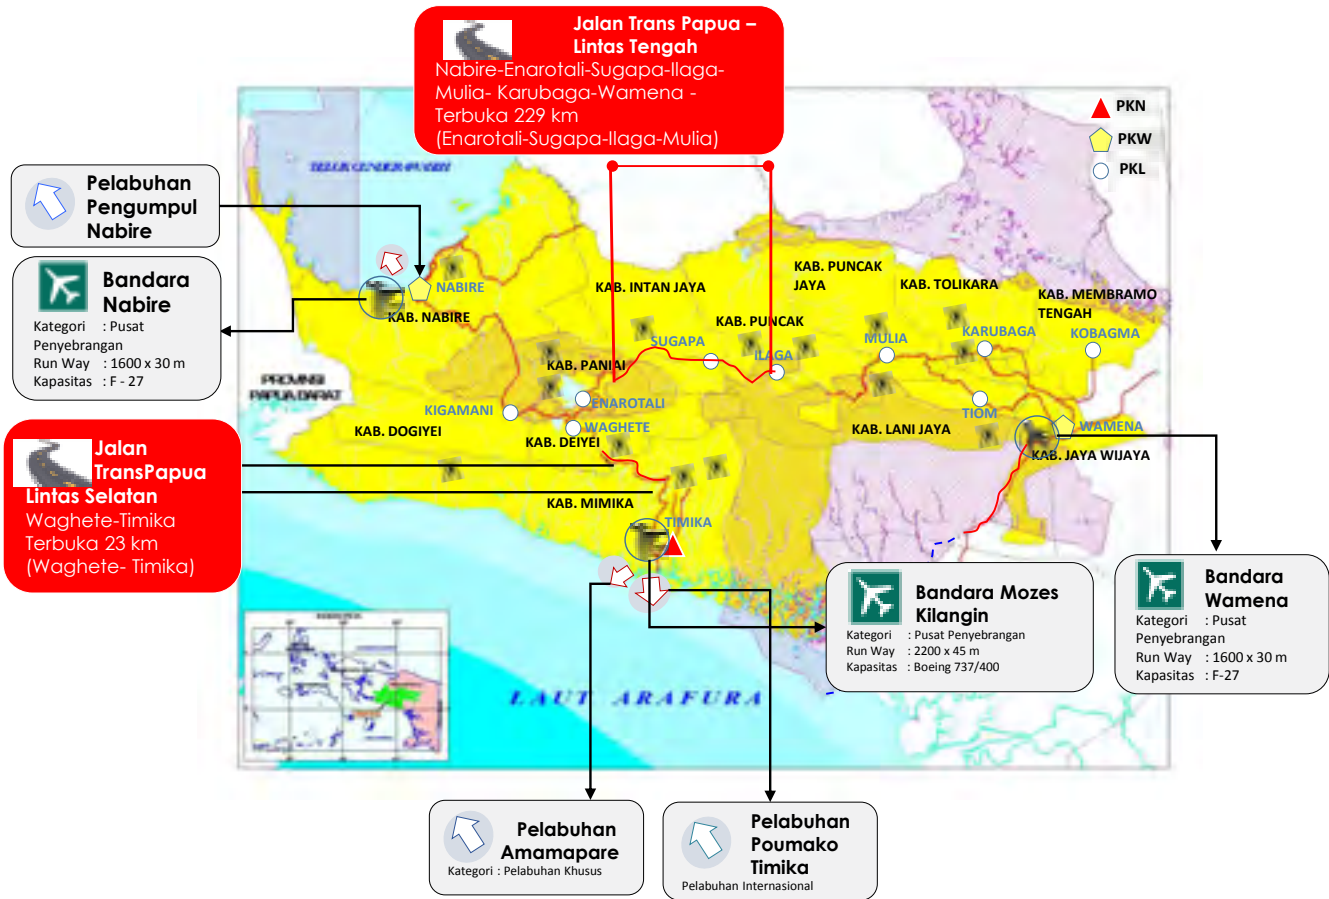 Jalan Trans Papua –
Lintas Tengah
Nabire-Enarotali-Sugapa-Ilaga-
Mulia- Karubaga-Wamena -
Terbuka 229 km
(Enarotali-Sugapa-Ilaga-Mulia)
PKN
PKW
PKL
Pelabuhan
Pengumpul
Nabire
Bandara
Nabire
Kategori : Pusat
Penyebrangan
Run Way : 1600 x 30 m
Kapasitas : F - 27
NABIRE
KAB. NABIRE
KAB. INTAN JAYA
KAB. PUNCAK
JAYA
KAB. TOLIKARA
KAB. MEMBRAMO
TENGAH
KAB. PUNCAK
SUGAPA
ILAGA
MULIA
KARUBAGA
KOBAGMA
KAB. PANIAI
PROVINSI
PAPUA BARAT
KIGAMANI
ENAROTALI
WAGHETE
TIOM
WAMENA
KAB. DOGIYEI
KAB. DEIYEI
KAB. LANI JAYA
KAB. JAYA WIJAYA
Jalan
TransPapua
Lintas Selatan
Waghete-Timika
Terbuka 23 km
(Waghete- Timika)
KAB. MIMIKA
TIMIKA
Bandara Mozes
Kilangin
Kategori : Pusat Penyebrangan
Run Way : 2200 x 45 m
Kapasitas : Boeing 737/400
Bandara
Wamena
Kategori : Pusat
Penyebrangan
Run Way : 1600 x 30 m
Kapasitas : F-27
LAUT ARAFURA
Pelabuhan
Amamapare
Kategori : Pelabuhan Khusus
Pelabuhan
Poumako
Timika
Pelabuhan Internasional